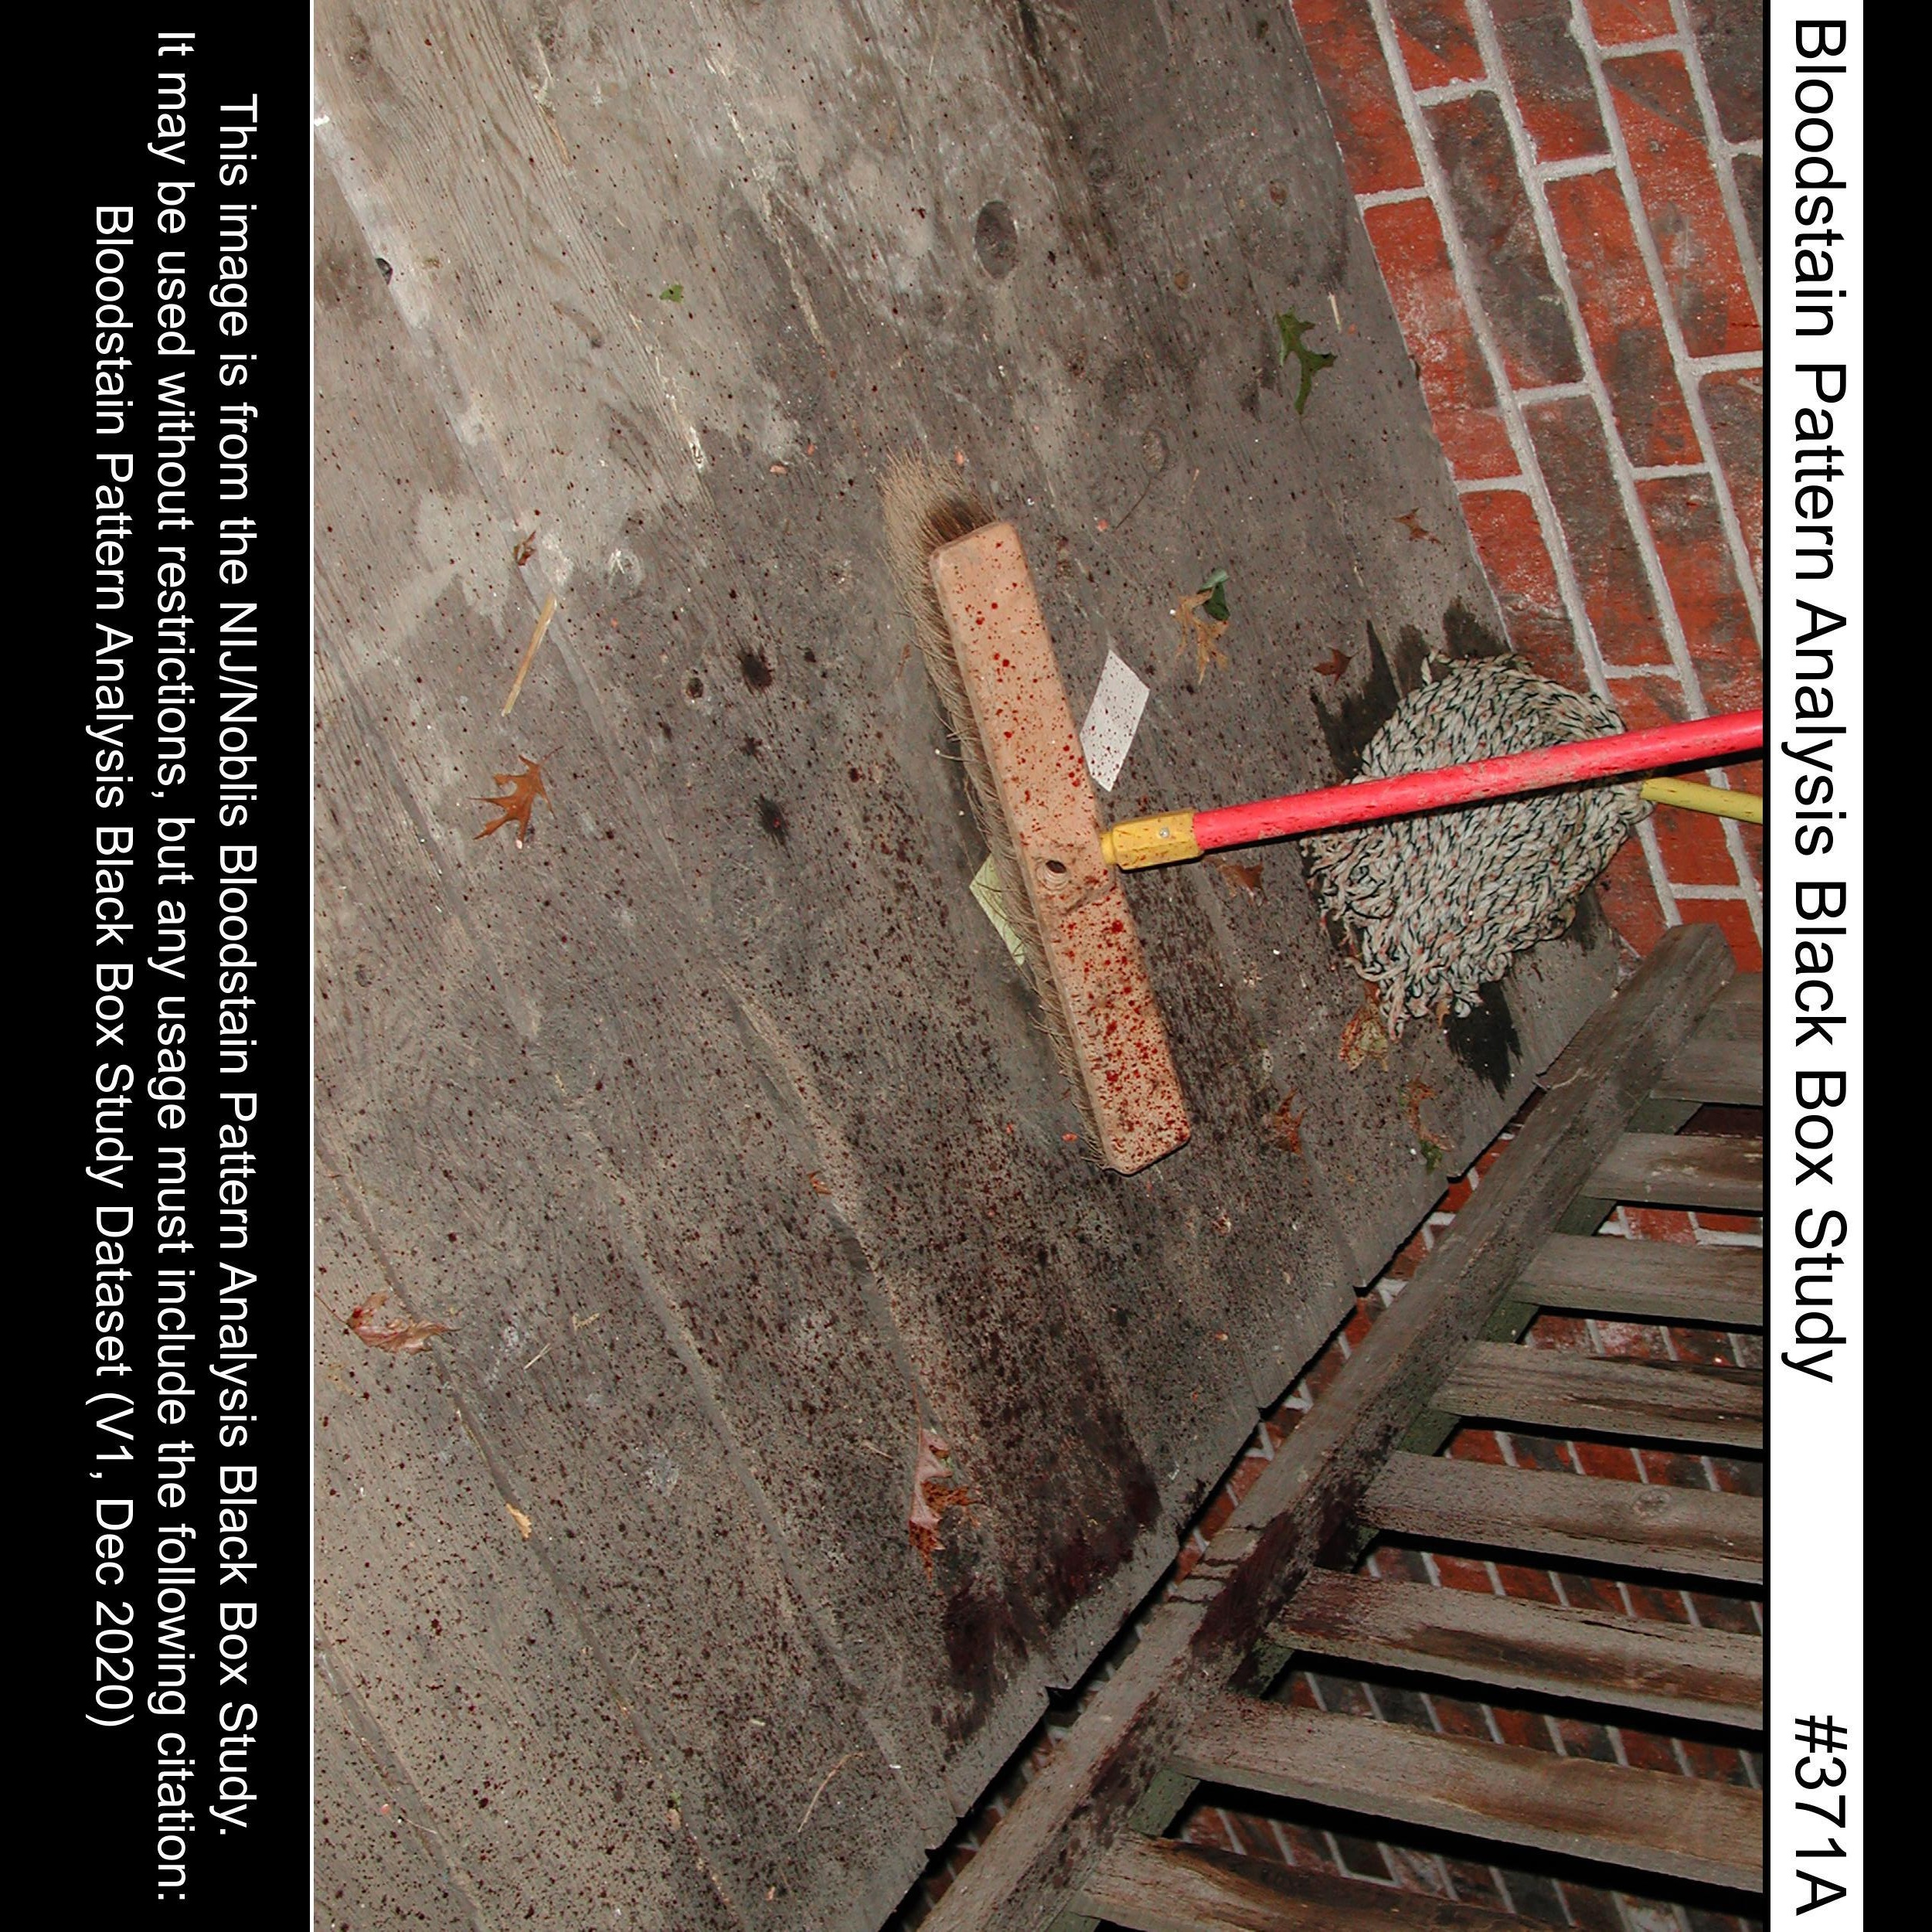 Bloodstain Pattern Analysis Black Box Study #371A
This image is from the NIJ/Noblis Bloodstain Pattern Analysis Black Box Study.
It may be used without restrictions, but any usage must include the following citation:
Bloodstain Pattern Analysis Black Box Study Dataset (V1, Dec 2020)